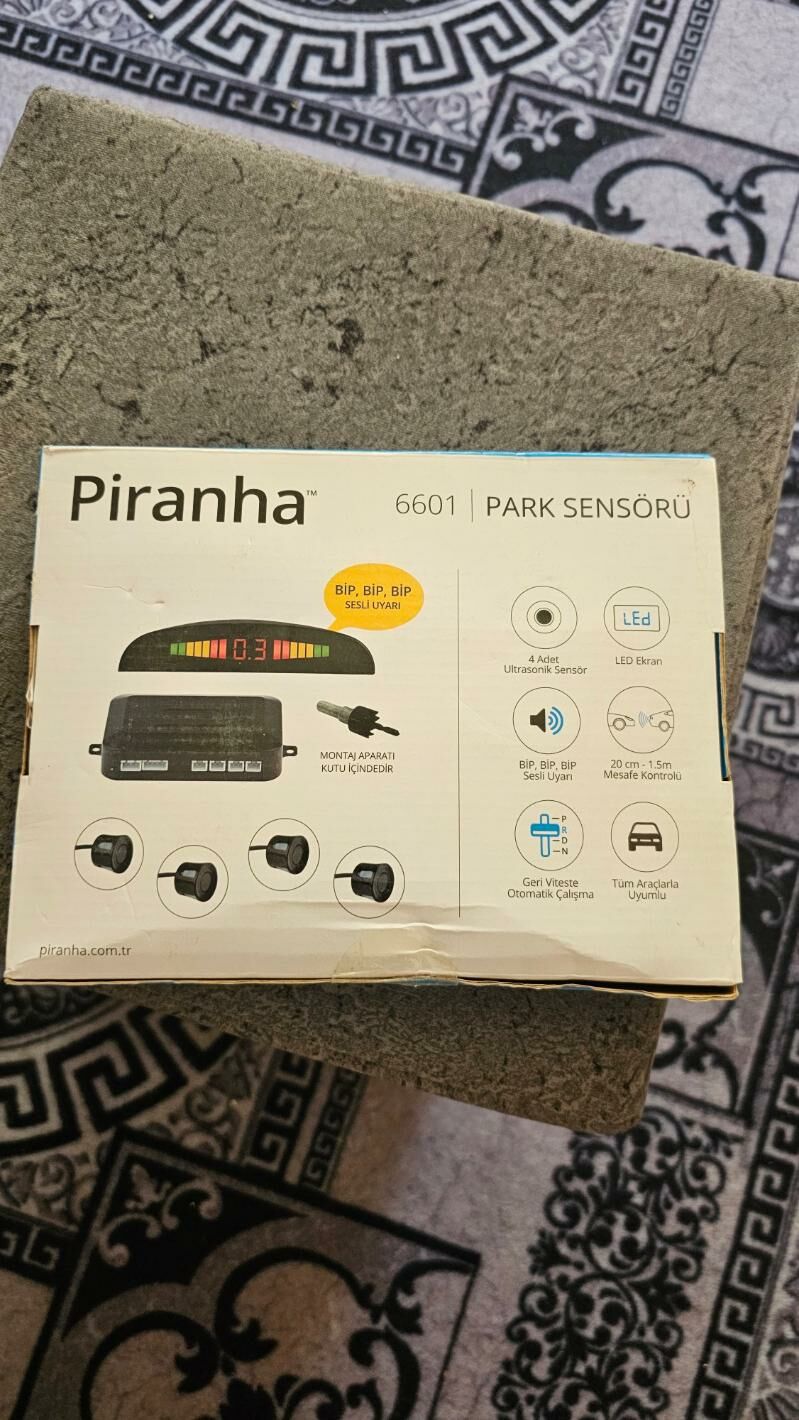 Piranha™
6601 | PARK SENSÖRÜ
BİP, BİP, BİP
SESLİ UYARI
0.3
MONTAJ APARATI
KUTU İÇİNDEDİR
4 Adet
Ultrasonik Sensör
LEd
LED Ekran
BİP, BİP, BİP
Sesli Uyarı
20 cm - 1.5m
Mesafe Kontrolü
P
R
D
N
Geri Viteste
Otomatik Çalışma
Tüm Araçlarla
Uyumlu
piranha.com.tr